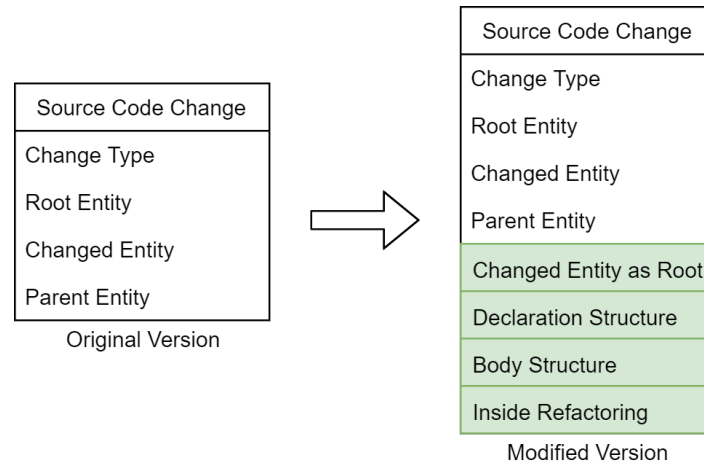 Source Code Change
Change Type
Root Entity
Changed Entity
Parent Entity
Original Version
Source Code Change
Change Type
Root Entity
Changed Entity
Parent Entity
Changed Entity as Root
Declaration Structure
Body Structure
Inside Refactoring
Modified Version